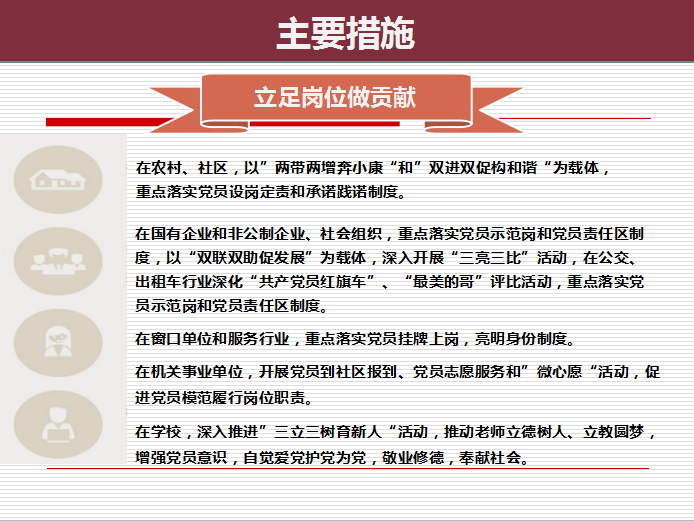 主要措施
立足岗位做贡献
在农村、社区，以”两带两增奔小康“和”双进双促构和谐“为载体，
重点落实党员设岗定责和承诺践诺制度。
在国有企业和非公制企业、社会组织，重点落实党员示范岗和党员责任区制
度，以“双联双助促发展”为载体，深入开展“三亮三比”活动，在公交、
出租车行业深化“共产党员红旗车”、“最美的哥”评比活动，重点落实党
员示范岗和党员责任区制度。
在窗口单位和服务行业，重点落实党员挂牌上岗，亮明身份制度。
在机关事业单位，开展党员到社区报到、党员志愿服务和”微心愿“活动，促
进党员模范履行岗位职责。
在学校，深入推进”三立三树育新人“活动，推动老师立德树人、立教圆梦，
增强党员意识，自觉爱党护党为党，敬业修德，奉献社会。